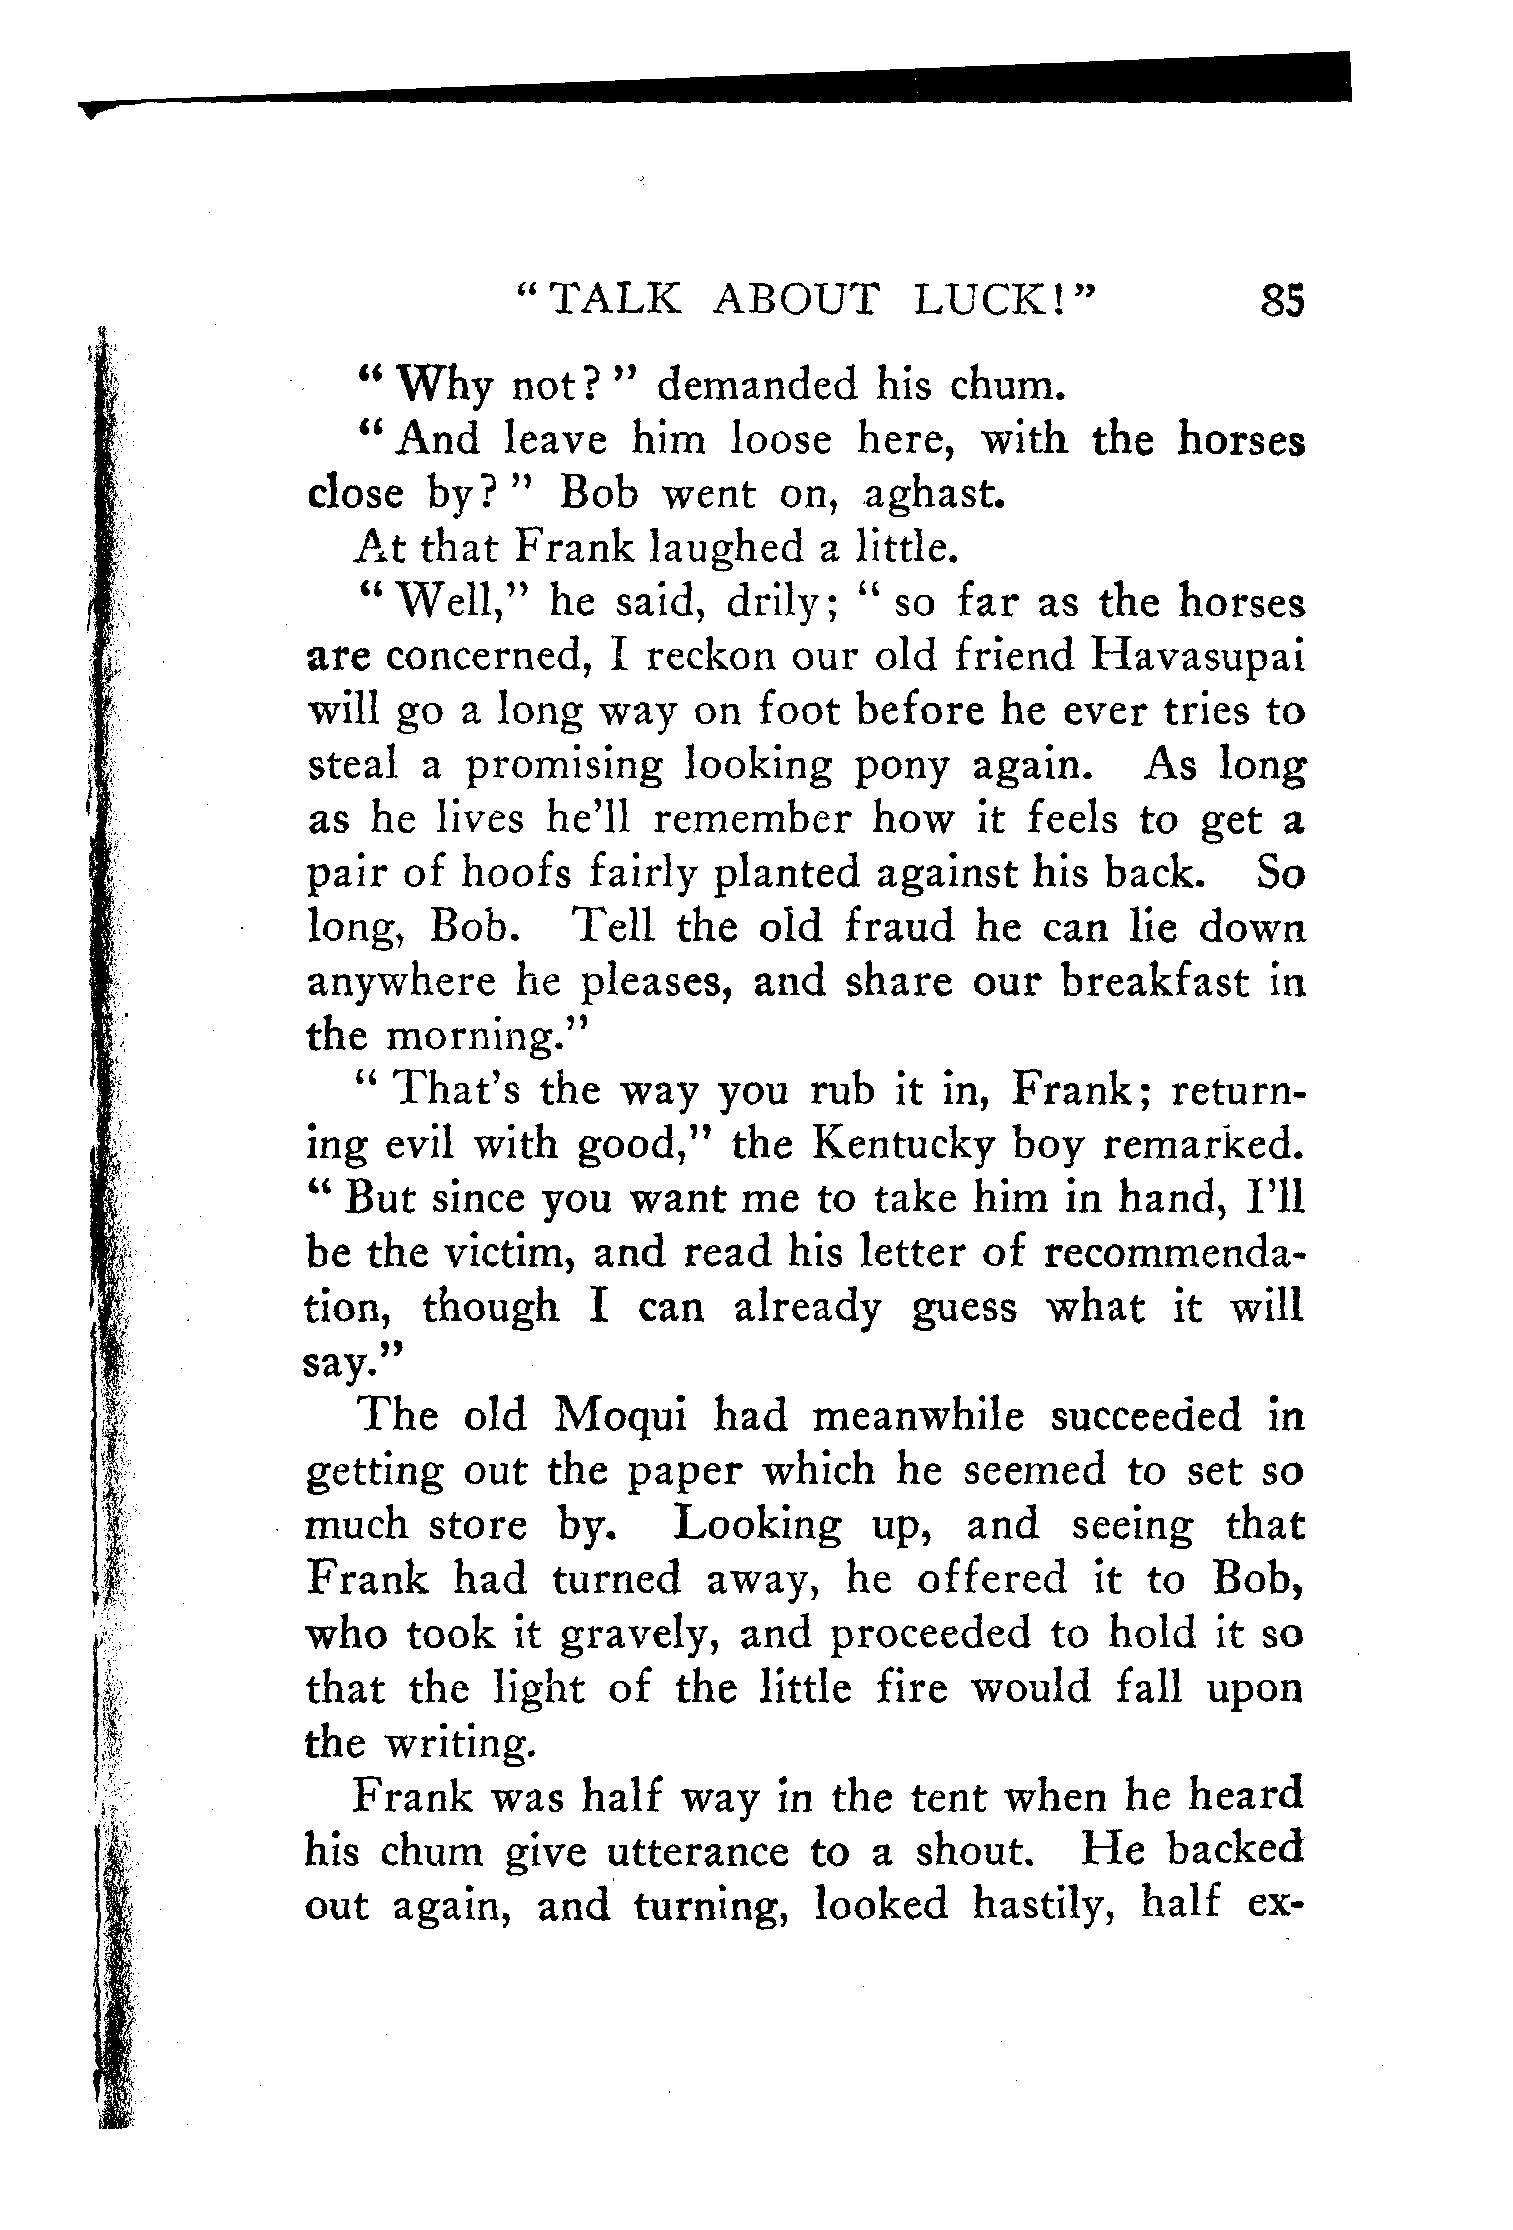 "TALK ABOUT LUCK!" 85
"Why not?" demanded his chum.
"And leave him loose here, with the horses
close by?" Bob went on, aghast.
At that Frank laughed a little.
"Well," he said, drily; "so far as the horses
are concerned, I reckon our old friend Havasupai
will go a long way on foot before he ever tries to
steal a promising looking pony again. As long
as he lives he'll remember how it feels to get a
pair of hoofs fairly planted against his back. So
long, Bob. Tell the old fraud he can lie down
anywhere he pleases, and share our breakfast in
the morning."
"That's the way you rub it in, Frank; return-
ing evil with good," the Kentucky boy remarked.
"But since you want me to take him in hand, I'll
be the victim, and read his letter of recommenda-
tion, though I can already guess what it will
say."
The old Moqui had meanwhile succeeded in
getting out the paper which he seemed to set so
much store by. Looking up, and seeing that
Frank had turned away, he offered it to Bob,
who took it gravely, and proceeded to hold it so
that the light of the little fire would fall upon
the writing.
Frank was half way in the tent when he heard
his chum give utterance to a shout. He backed
out again, and turning, looked hastily, half ex-